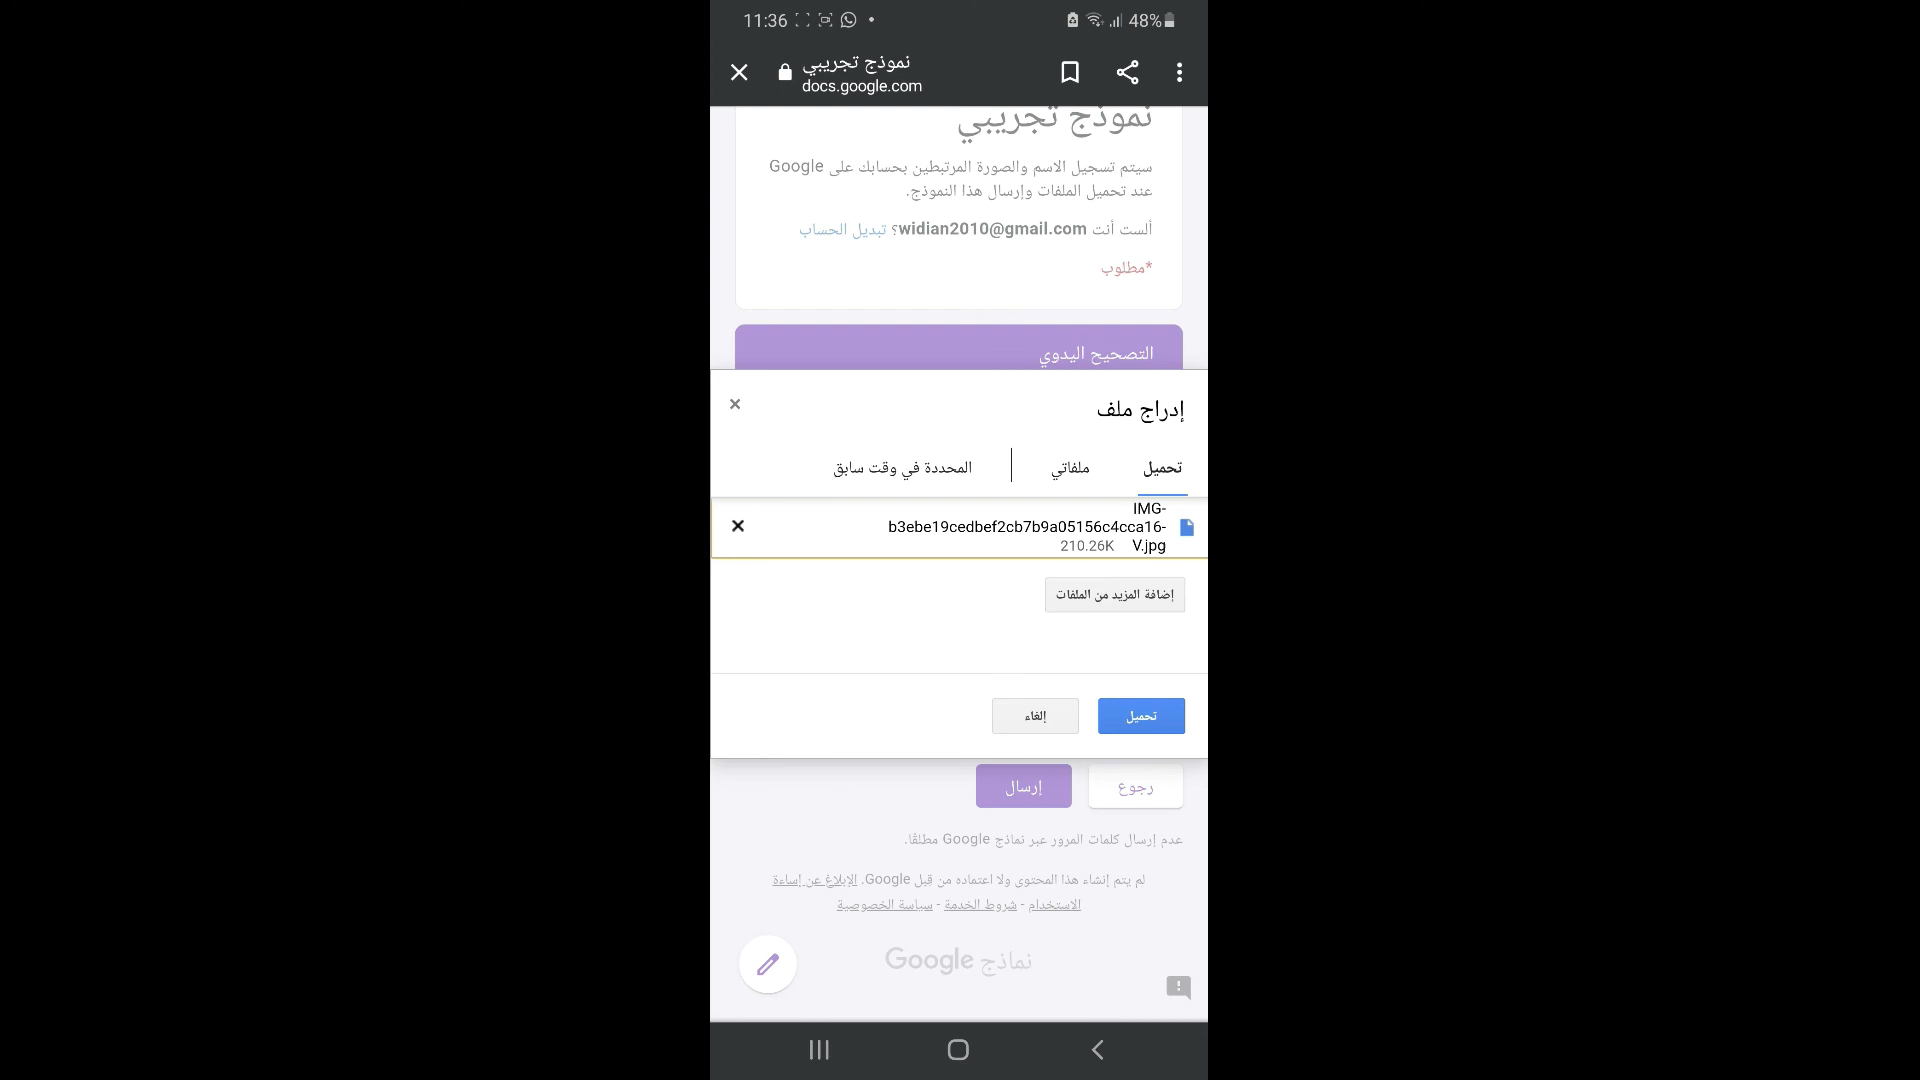 11:36
48%
نموذج تجريبي
docs.google.com
نموذج تجريبي
سيتم تسجيل الاسم والصورة المرتبطين بحسابك على Google
عند تحميل الملفات وإرسال هذا النموذج.
ألست أنت widian2010@gmail.com؟ تبديل الحساب
*مطلوب
التصحيح اليدوي
إدراج ملف
تحميل
ملفاتي
المحددة في وقت سابق
IMG-
b3ebe19cedbef2cb7b9a05156c4cca16-
V.jpg 210.26K
إضافة المزيد من الملفات
تحميل
إلغاء
رجوع
إرسال
عدم إرسال كلمات المرور عبر نماذج Google مطلقًا.
لم يتم إنشاء هذا المحتوى ولا اعتماده من قِبل Google. الإبلاغ عن إساءة
الاستخدام - شروط الخدمة - سياسة الخصوصية
نماذج Google